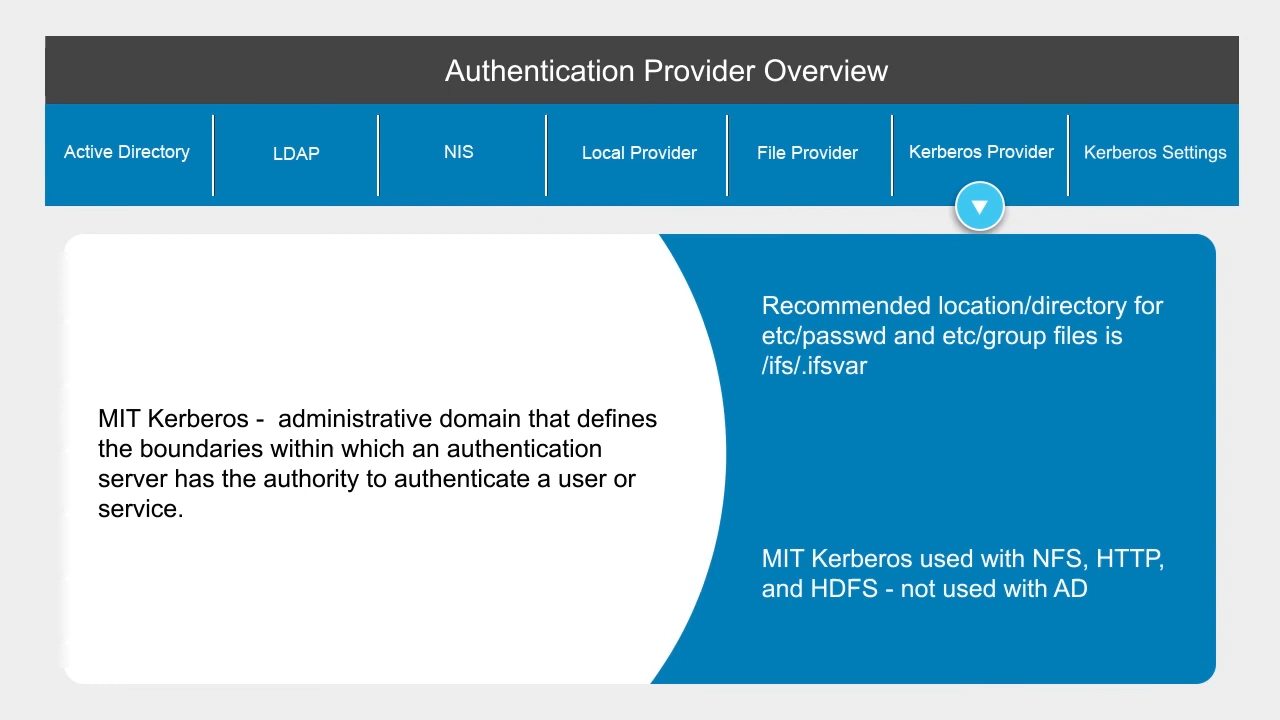 Authentication Provider Overview
Active Directory
LDAP
NIS
Local Provider
File Provider
Kerberos Provider
Kerberos Settings
MIT Kerberos -  administrative domain that defines
the boundaries within which an authentication
server has the authority to authenticate a user or
service.
Recommended location/directory for
etc/passwd and etc/group files is
/ifs/.ifsvar
MIT Kerberos used with NFS, HTTP,
and HDFS - not used with AD